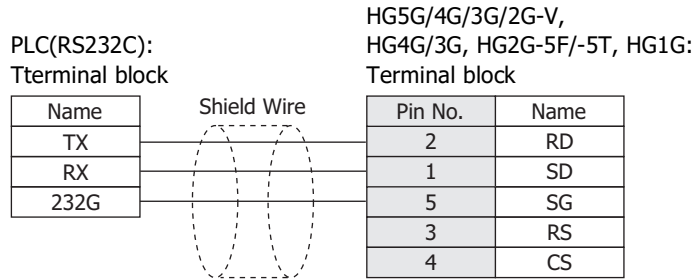 HG5G/4G/3G/2G-V,
PLC(RS232C): HG4G/3G, HG2G-5F/-5T, HG1G:
Tterminal block Terminal block
Name Shield Wire Pin No. Name
TX 2 RD
RX 1 SD
232G 5 SG
3 RS
4 CS